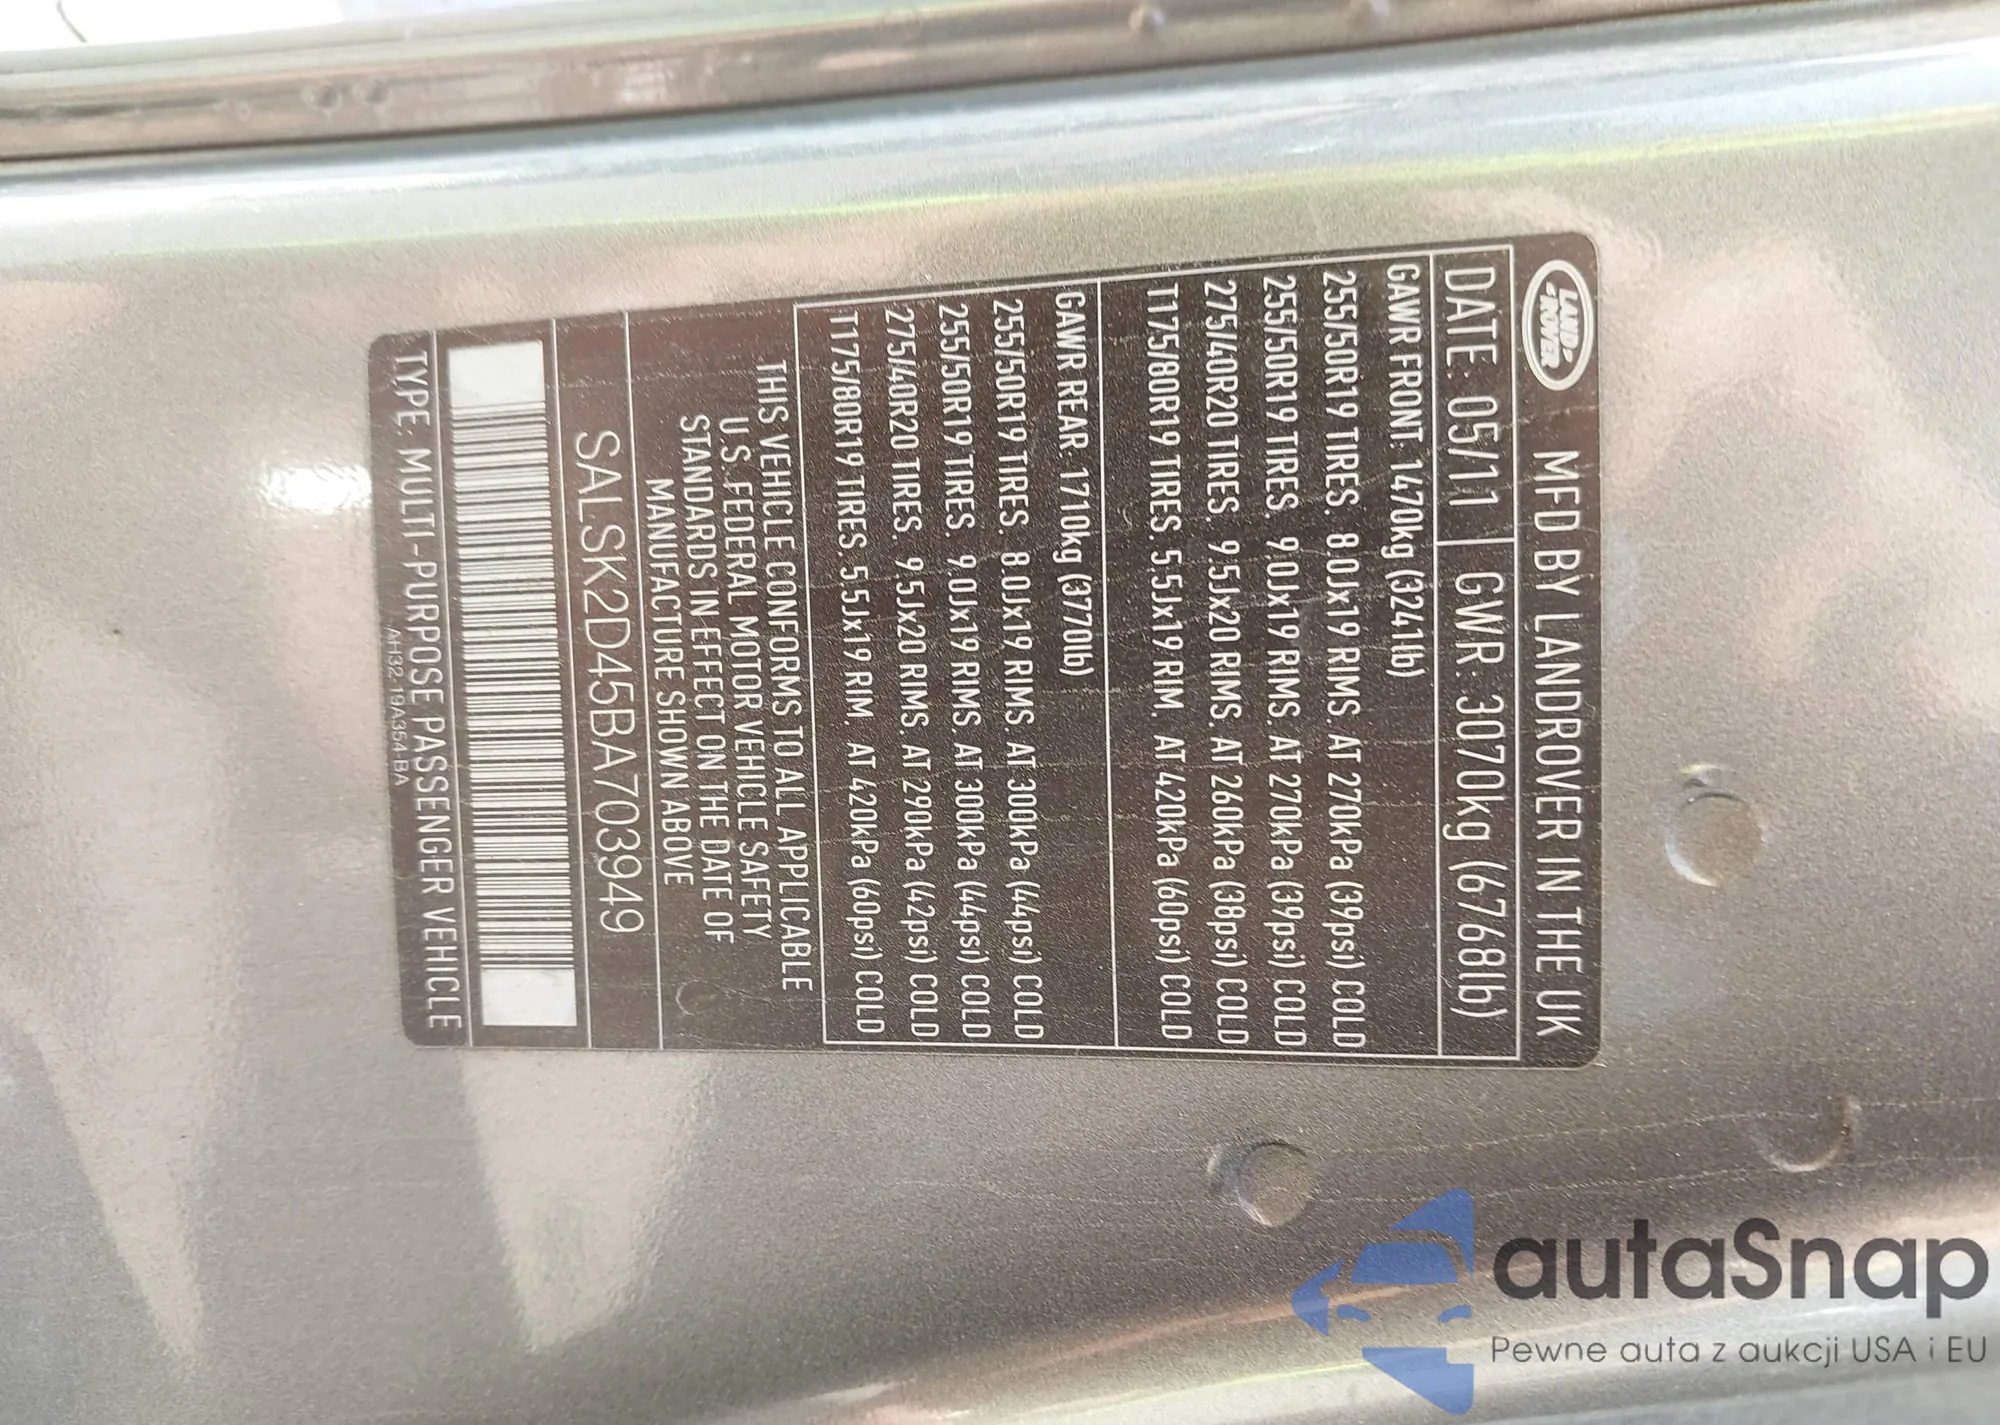 LAND-
-ROVER
MFD BY LANDROVER IN THE UK
DATE: 05/11 GWR: 3070kg (6768lb)
GAWR FRONT: 1470kg (3241lb)
255/50R19 TIRES. 8.0Jx19 RIMS. AT 270kPa (39psi) COLD
255/50R19 TIRES. 9.0Jx19 RIMS. AT 270kPa (39psi) COLD
275/40R20 TIRES. 9.5Jx20 RIMS. AT 260kPa (38psi) COLD
T175/80R19 TIRES. 5.5Jx19 RIM. AT 420kPa (60psi) COLD
GAWR REAR: 1710kg (3770lb)
255/50R19 TIRES. 8.0Jx19 RIMS. AT 300kPa (44psi) COLD
255/50R19 TIRES. 9.0Jx19 RIMS. AT 300kPa (44psi) COLD
275/40R20 TIRES. 9.5Jx20 RIMS. AT 290kPa (42psi) COLD
T175/80R19 TIRES. 5.5Jx19 RIM. AT 420kPa (60psi) COLD
THIS VEHICLE CONFORMS TO ALL APPLICABLE
U.S. FEDERAL MOTOR VEHICLE SAFETY
STANDARDS IN EFFECT ON THE DATE OF
MANUFACTURE SHOWN ABOVE
SALSK2D45BA703949
TYPE: MULTI-PURPOSE PASSENGER VEHICLE
AH32-19A354-BA
autaSnap
Pewne auta z aukcji USA i EU